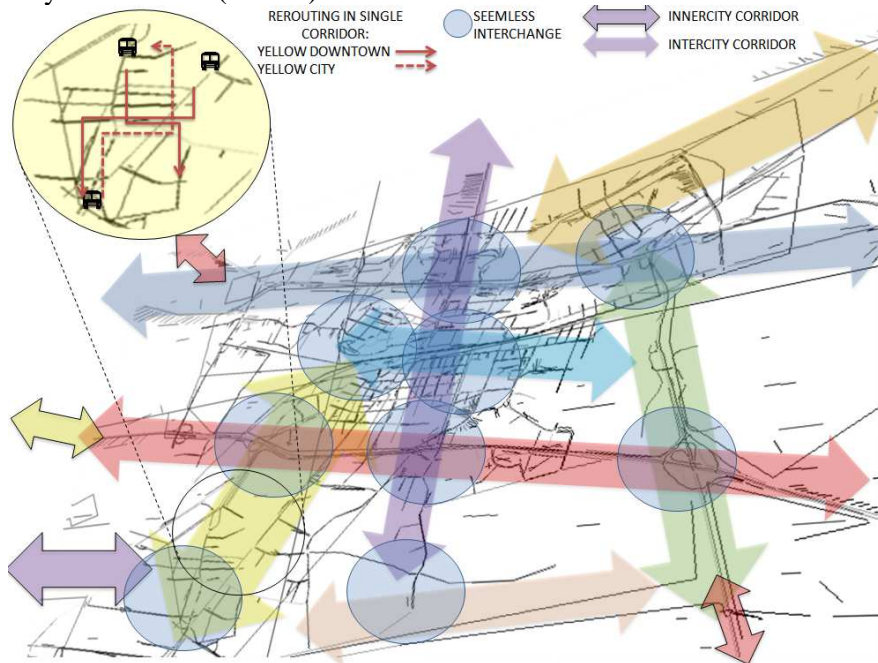 REROUTING IN SINGLE
CORRIDOR:
YELLOW DOWNTOWN
YELLOW CITY
SEEMLESS
INTERCHANGE
INNERCITY CORRIDOR
INTERCITY CORRIDOR